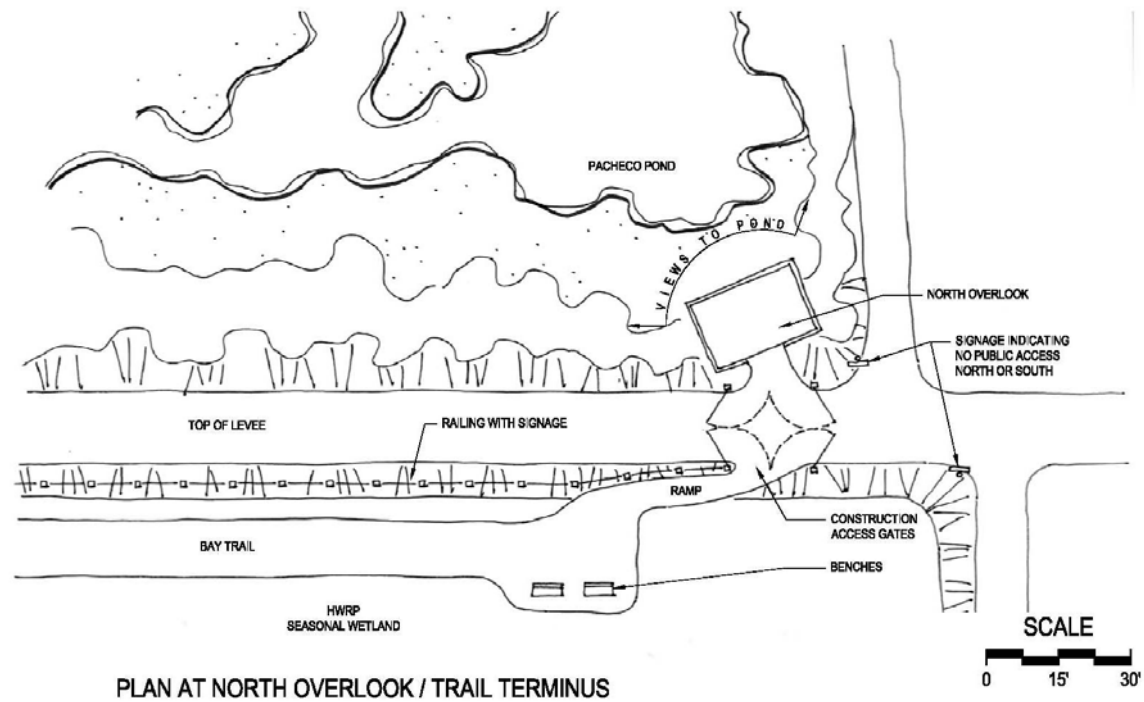 PACHECO POND
VIEWS TO POND
NORTH OVERLOOK
SIGNAGE INDICATING
NO PUBLIC ACCESS
NORTH OR SOUTH
TOP OF LEVEE
RAILING WITH SIGNAGE
RAMP
CONSTRUCTION
ACCESS GATES
BAY TRAIL
BENCHES
HWRP
SEASONAL WETLAND
SCALE
0 15' 30'
PLAN AT NORTH OVERLOOK / TRAIL TERMINUS